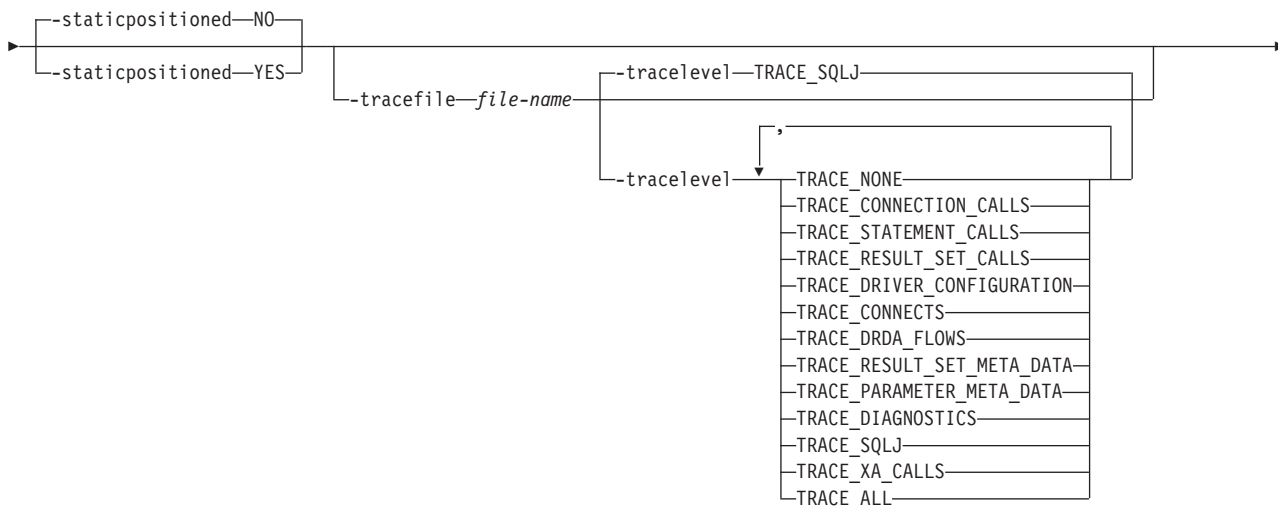 -staticpositioned NO
-staticpositioned YES
-tracelevel TRACE_SQLJ
-tracefile file-name
,
-tracelevel TRACE_NONE
TRACE_CONNECTION_CALLS
TRACE_STATEMENT_CALLS
TRACE_RESULT_SET_CALLS
TRACE_DRIVER_CONFIGURATION
TRACE_CONNECTS
TRACE_DRDA_FLOWS
TRACE_RESULT_SET_META_DATA
TRACE_PARAMETER_META_DATA
TRACE_DIAGNOSTICS
TRACE_SQLJ
TRACE_XA_CALLS
TRACE_ALL